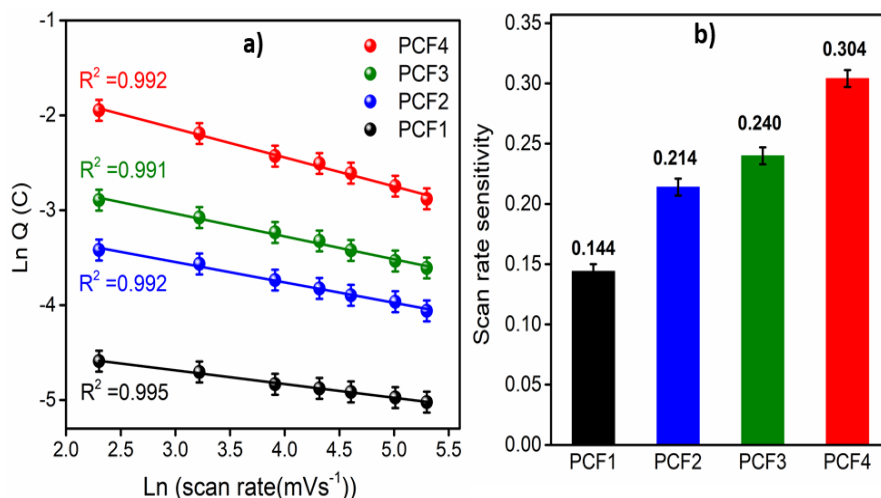 a)
PCF4
PCF3
PCF2
PCF1
R² =0.992
R² =0.991
R² =0.992
R² =0.995
Ln Q (C)
-1
-2
-3
-4
-5
2.0 2.5 3.0 3.5 4.0 4.5 5.0 5.5
Ln (scan rate(mVs⁻¹))
b)
Scan rate sensitivity
0.35
0.30
0.25
0.20
0.15
0.10
0.05
0.00
0.144
0.214
0.240
0.304
PCF1 PCF2 PCF3 PCF4